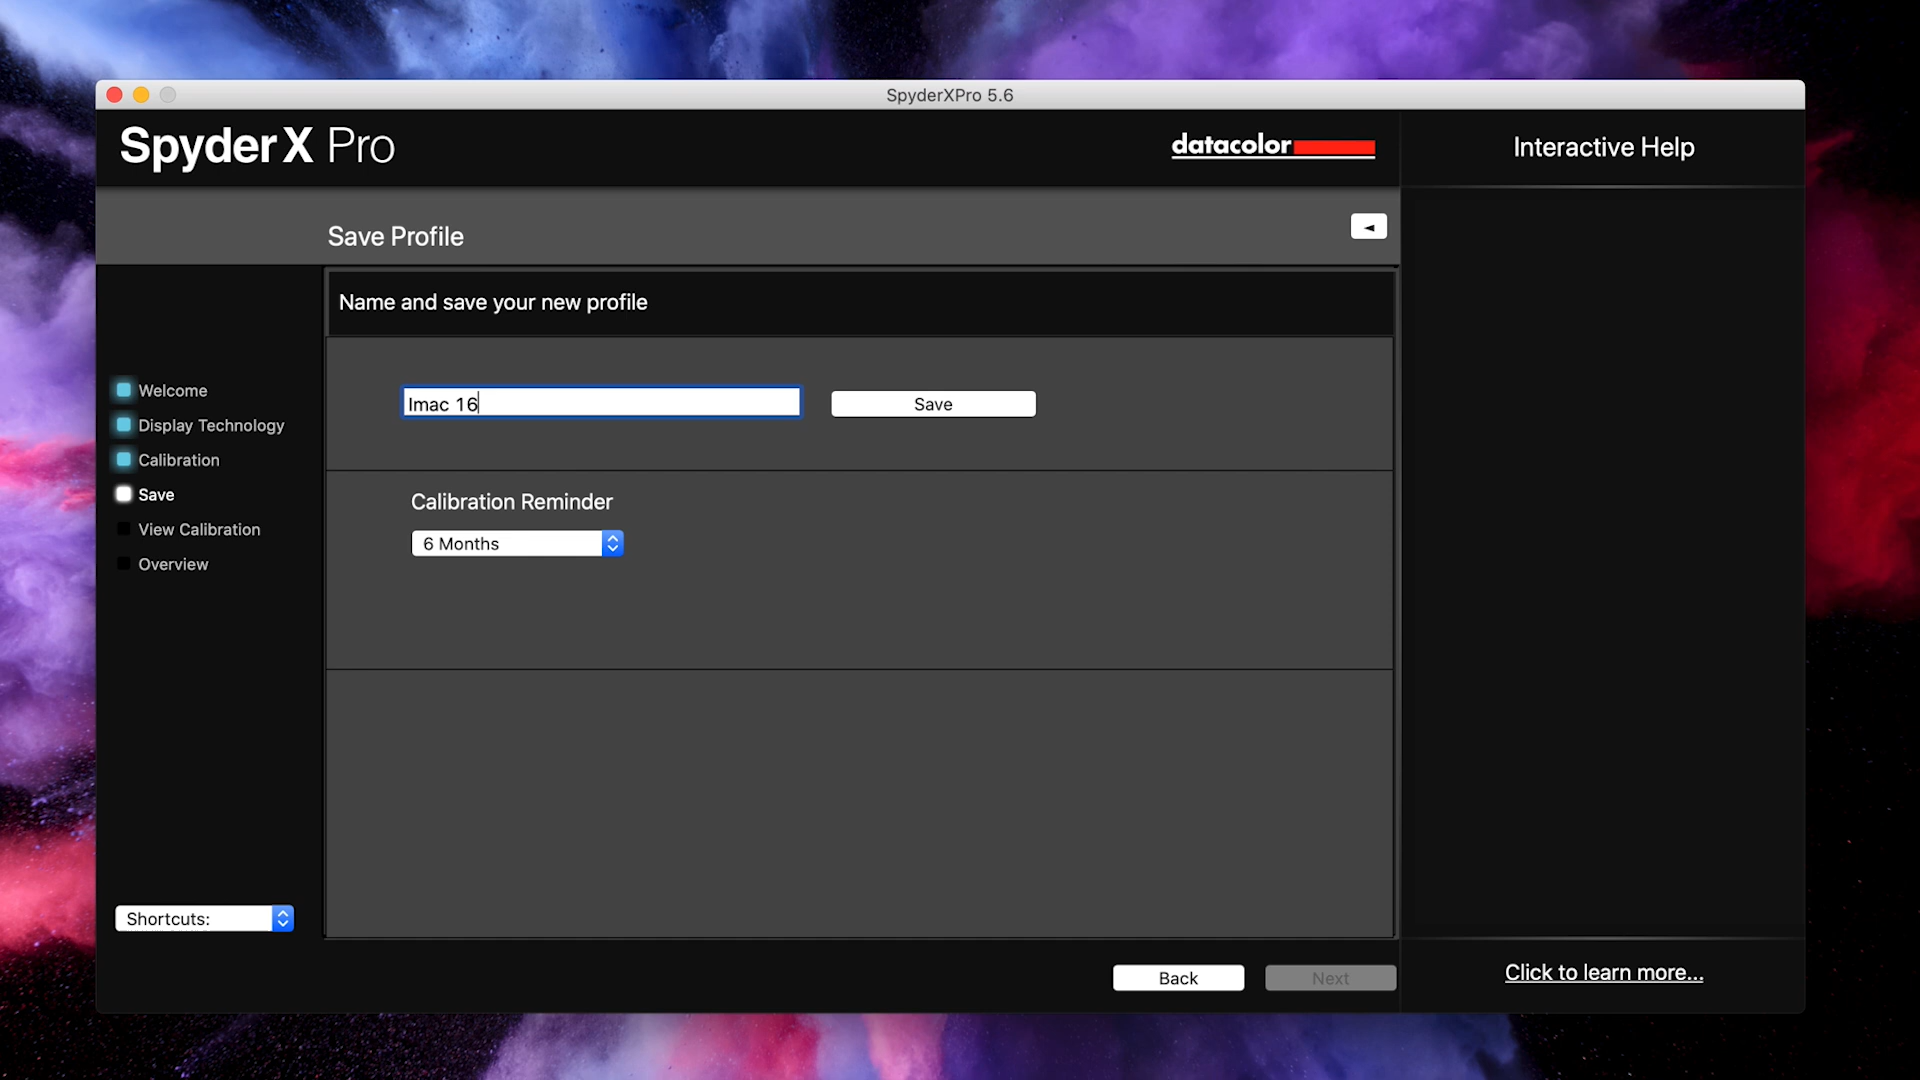 SpyderXPro 5.6
SpyderX Pro
datacolor
Interactive Help
Save Profile
Name and save your new profile
Imac 16
Save
Welcome
Display Technology
Calibration
Save
View Calibration
Overview
Calibration Reminder
6 Months
Shortcuts:
Back
Next
Click to learn more...